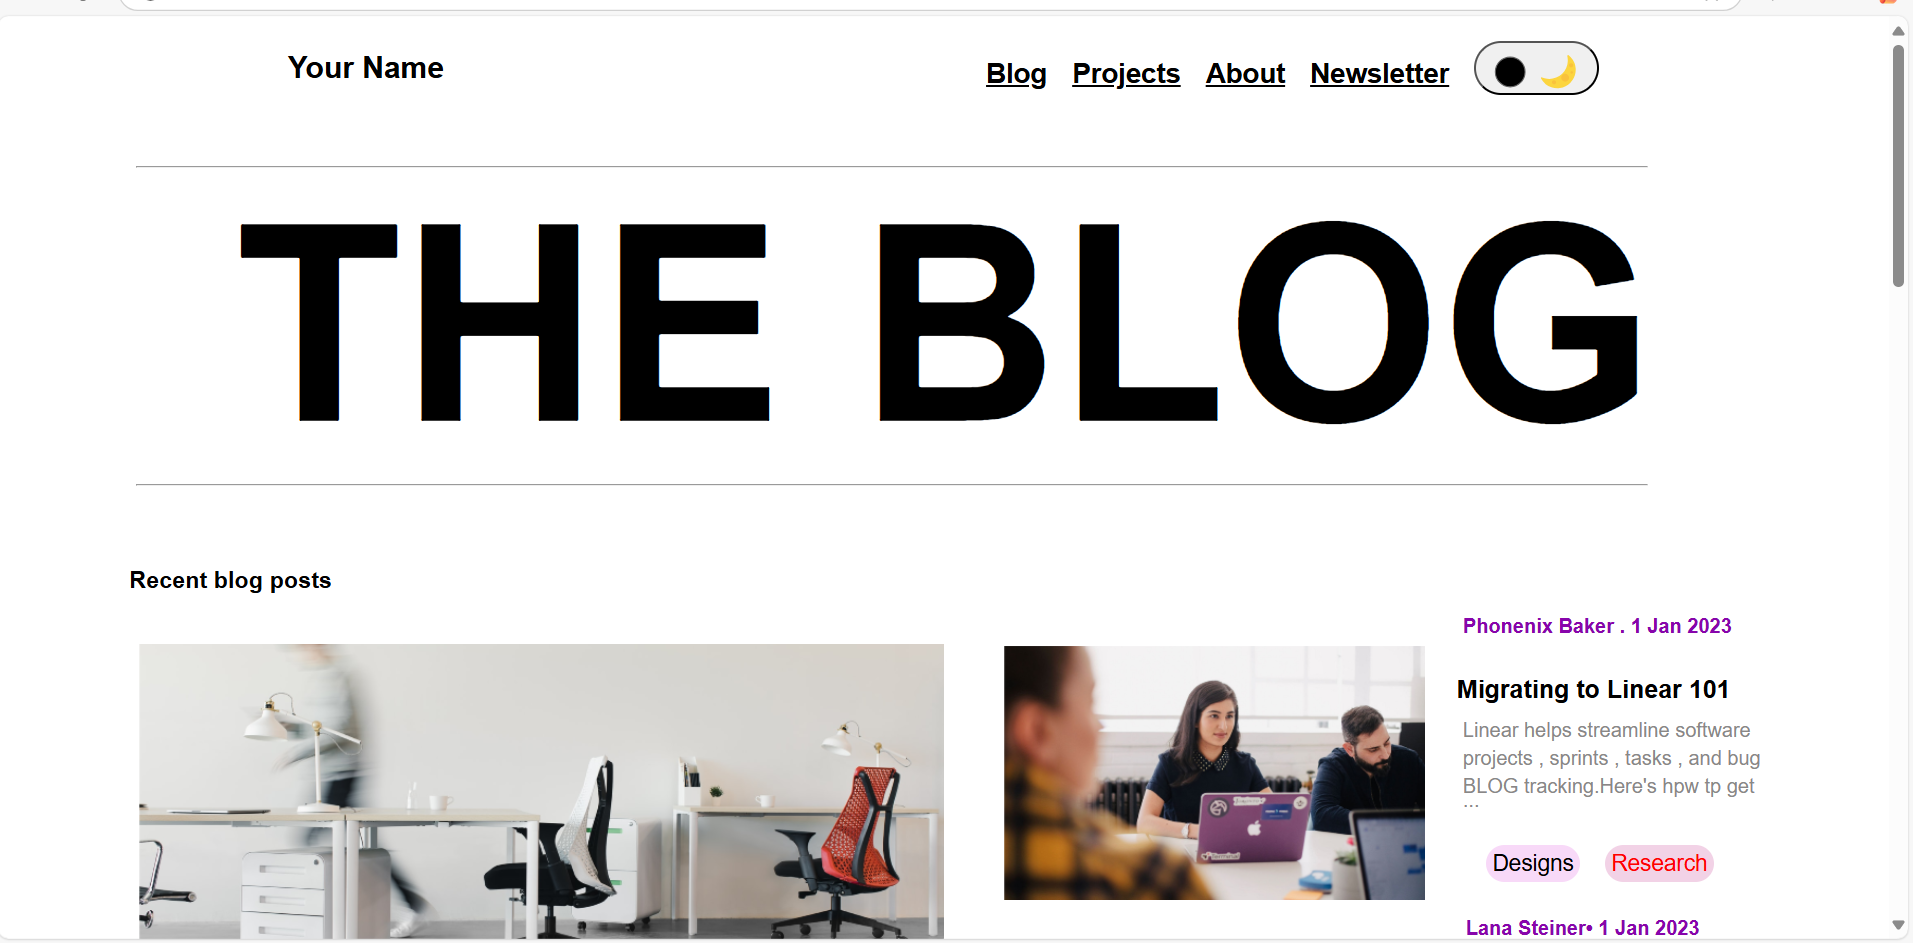 Your Name
Blog Projects About Newsletter
THE BLOG
Recent blog posts
Phonenix Baker . 1 Jan 2023
Migrating to Linear 101
Linear helps streamline software
projects , sprints , tasks , and bug
BLOG tracking.Here's hpw tp get
...
Designs Research
Lana Steiner• 1 Jan 2023